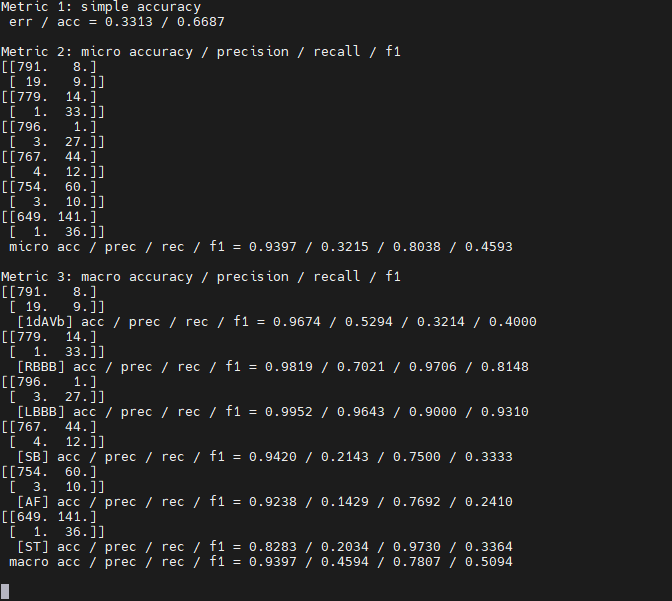 Metric 1: simple accuracy
err / acc = 0.3313 / 0.6687
Metric 2: micro accuracy / precision / recall / f1
[[791.   8.]
 [ 19.   9.]]
[[779.  14.]
 [  1.  33.]]
[[796.   1.]
 [  3.  27.]]
[[767.  44.]
 [  4.  12.]]
[[754.  60.]
 [  3.  10.]]
[[649. 141.]
 [  1.  36.]]
micro acc / prec / rec / f1 = 0.9397 / 0.3215 / 0.8038 / 0.4593
Metric 3: macro accuracy / precision / recall / f1
[[791.   8.]
 [ 19.   9.]]
[1dAVb] acc / prec / rec / f1 = 0.9674 / 0.5294 / 0.3214 / 0.4000
[[779.  14.]
 [  1.  33.]]
[RBBB] acc / prec / rec / f1 = 0.9819 / 0.7021 / 0.9706 / 0.8148
[[796.   1.]
 [  3.  27.]]
[LBBB] acc / prec / rec / f1 = 0.9952 / 0.9643 / 0.9000 / 0.9310
[[767.  44.]
 [  4.  12.]]
[SB] acc / prec / rec / f1 = 0.9420 / 0.2143 / 0.7500 / 0.3333
[[754.  60.]
 [  3.  10.]]
[AF] acc / prec / rec / f1 = 0.9238 / 0.1429 / 0.7692 / 0.2410
[[649. 141.]
 [  1.  36.]]
[ST] acc / prec / rec / f1 = 0.8283 / 0.2034 / 0.9730 / 0.3364
macro acc / prec / rec / f1 = 0.9397 / 0.4594 / 0.7807 / 0.5094